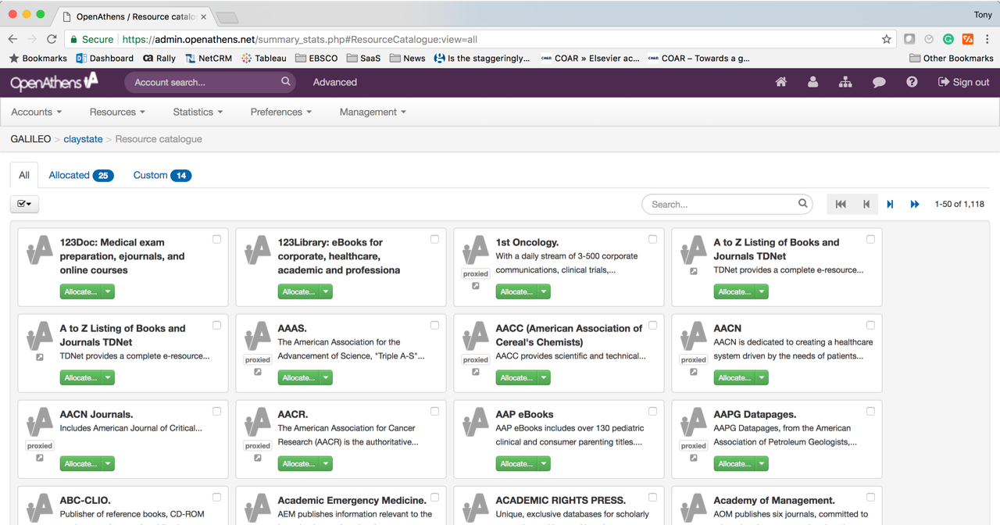 OpenAthens / Resource catalo
Tony
Secure https://admin.openathens.net/summary_stats.php#ResourceCatalogue:view=all
Bookmarks Dashboard Rally NetCRM Tableau EBSCO SaaS News Is the staggeringly... COAR » Elsevier ac... COAR – Towards a g... Other Bookmarks
OpenAthens Account search... Advanced Sign out
Accounts Resources Statistics Preferences Management
GALILEO > claystate > Resource catalogue
All Allocated 25 Custom 14
Search... 1-50 of 1,118
123Doc: Medical exam
preparation, ejournals, and
online courses
Allocate...
123Library: eBooks for
corporate, healthcare,
academic and professiona
Allocate...
1st Oncology.
With a daily stream of 3-500 corporate
communications, clinical trials,...
proxied
Allocate...
A to Z Listing of Books and
Journals TDNet
TDNet provides a complete e-resource...
Allocate...
A to Z Listing of Books and
Journals TDNet
TDNet provides a complete e-resource...
Allocate...
AAAS.
The American Association for the
Advancement of Science, "Triple A-S"...
proxied
Allocate...
AACC (American Association of
Cereal's Chemists)
AACC provides scientific and technical...
proxied
Allocate...
AACN
AACN is dedicated to creating a healthcare
system driven by the needs of patients...
proxied
Allocate...
AACN Journals.
Includes American Journal of Critical...
proxied
Allocate...
AACR.
The American Association for Cancer
Research (AACR) is the authoritative...
proxied
Allocate...
AAP eBooks
AAP eBooks includes over 130 pediatric
clinical and consumer parenting titles....
Allocate...
AAPG Datapages.
AAPG Datapages, from the American
Association of Petroleum Geologists,...
proxied
Allocate...
ABC-CLIO.
Publisher of reference books, CD-ROM
Academic Emergency Medicine.
AEM publishes information relevant to the
ACADEMIC RIGHTS PRESS.
Unique, exclusive databases for scholarly
Academy of Management.
AOM publishes six journals, committed to